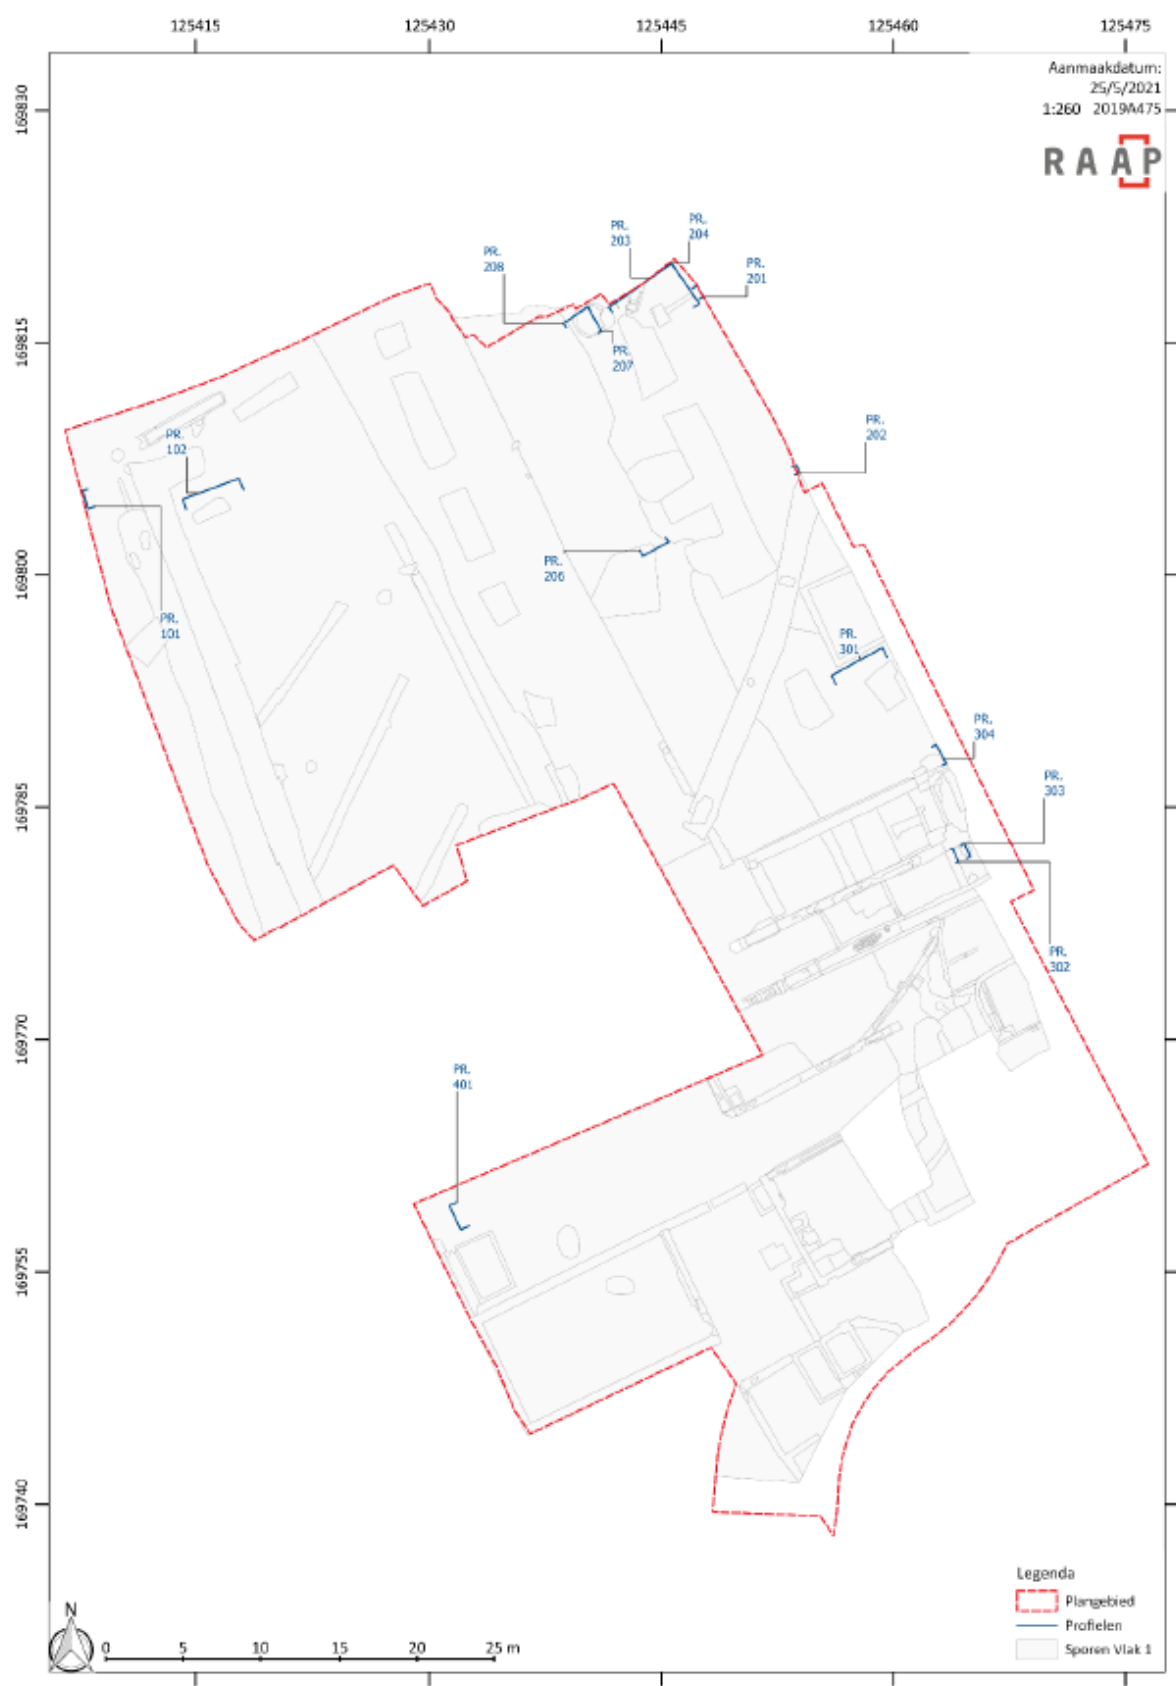 125415 125430 125445 125460 125475
Aanmaakdatum:
25/5/2021
1:260 2019A475
RAAP
169830
169815
169800
169785
169770
169755
169740
PR.
203
PR.
204
PR.
208
PR.
201
PR.
207
PR.
202
PR.
102
PR.
206
PR.
101
PR.
301
PR.
304
PR.
303
PR.
302
PR.
401
Legenda
Plangebied
Profielen
Sporen Vlak 1
N
0 5 10 15 20 25 m